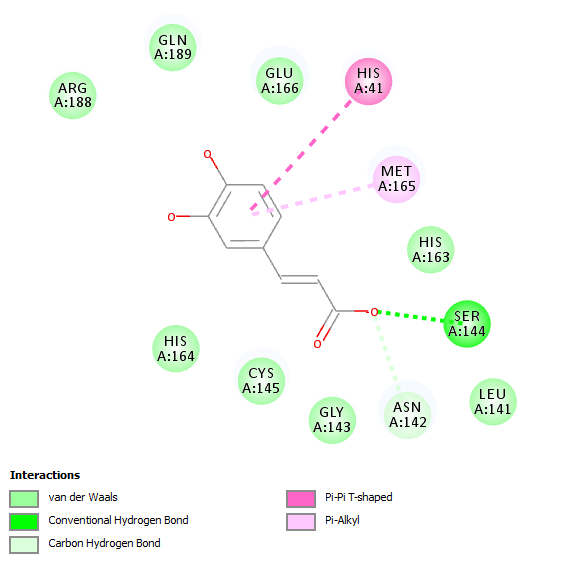 GLN
A:189
ARG
A:188
GLU
A:166
HIS
A:41
MET
A:165
O
O
HIS
A:163
SER
A:144
O
O
HIS
A:164
CYS
A:145
GLY
A:143
ASN
A:142
LEU
A:141
Interactions
van der Waals
Conventional Hydrogen Bond
Carbon Hydrogen Bond
Pi-Pi T-shaped
Pi-Alkyl